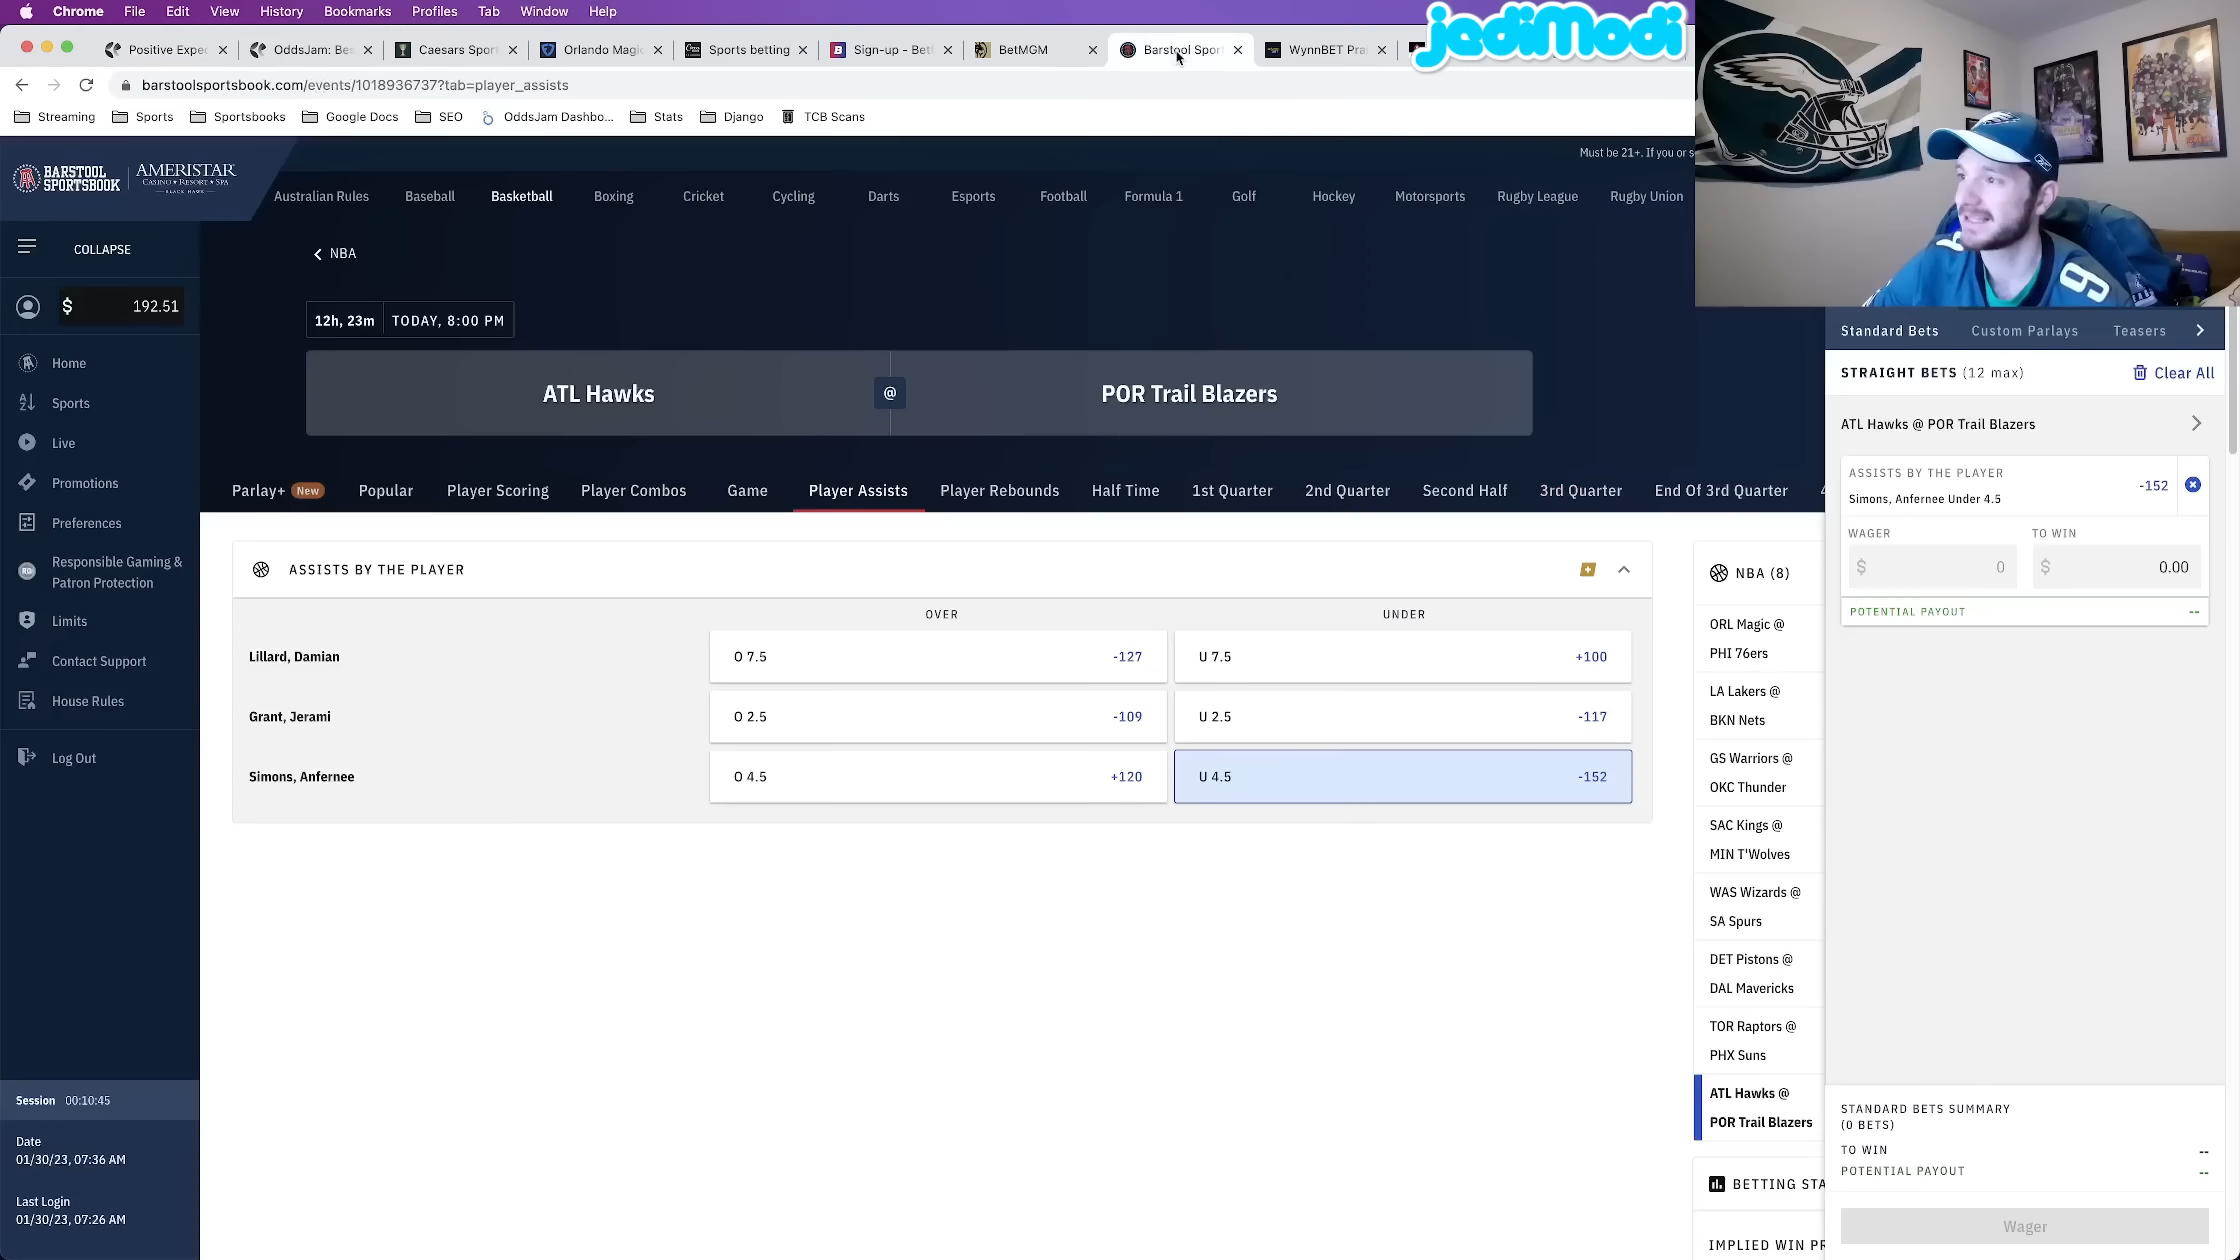 Chrome File Edit View History Bookmarks Profiles Tab Window Help
jediModi
Positive Expec OddsJam: Bes Caesars Spor Orlando Magic Sports betting Sign-up - Bet BetMGM Barstool Sport WynnBET Pra
barstoolsportsbook.com/events/1018936737?tab=player_assists
Streaming Sports Sportsbooks Google Docs SEO OddsJam Dashbo... Stats Django TCB Scans
BARSTOOL SPORTSBOOK
AMERISTAR
CASINO RESORT SPA
BLACK HAWK
Must be 21+. If you or s
Australian Rules Baseball Basketball Boxing Cricket Cycling Darts Esports Football Formula 1 Golf Hockey Motorsports Rugby League Rugby Union
COLLAPSE
$ 192.51
Home
Sports
Live
Promotions
Preferences
Responsible Gaming &
Patron Protection
Limits
Contact Support
House Rules
Log Out
Session 00:10:45
Date
01/30/23, 07:36 AM
Last Login
01/30/23, 07:26 AM
NBA
12h, 23m TODAY, 8:00 PM
ATL Hawks @ POR Trail Blazers
Parlay+ New Popular Player Scoring Player Combos Game Player Assists Player Rebounds Half Time 1st Quarter 2nd Quarter Second Half 3rd Quarter End Of 3rd Quarter 4
ASSISTS BY THE PLAYER
OVER UNDER
Lillard, Damian O 7.5 -127 U 7.5 +100
Grant, Jerami O 2.5 -109 U 2.5 -117
Simons, Anfernee O 4.5 +120 U 4.5 -152
NBA (8)
ORL Magic @
PHI 76ers
LA Lakers @
BKN Nets
GS Warriors @
OKC Thunder
SAC Kings @
MIN T'Wolves
WAS Wizards @
SA Spurs
DET Pistons @
DAL Mavericks
TOR Raptors @
PHX Suns
ATL Hawks @
POR Trail Blazers
BETTING STA
IMPLIED WIN PR
Standard Bets Custom Parlays Teasers
STRAIGHT BETS (12 max) Clear All
ATL Hawks @ POR Trail Blazers
ASSISTS BY THE PLAYER
Simons, Anfernee Under 4.5
-152
WAGER TO WIN
$ 0 $ 0.00
POTENTIAL PAYOUT --
STANDARD BETS SUMMARY
(0 BETS)
TO WIN --
POTENTIAL PAYOUT --
Wager